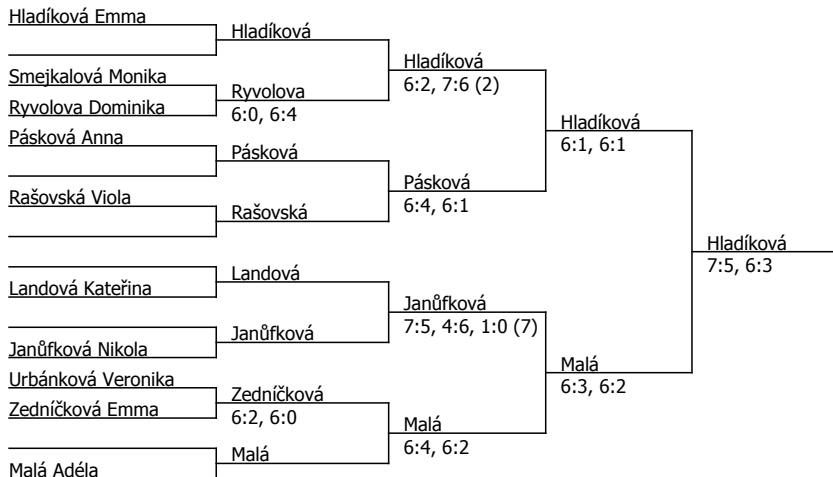 Hladíková Emma
Hladíková
Hladíková
6:2, 7:6 (2)
Smejkalová Monika
Ryvolova
6:0, 6:4
Ryvolova Dominika
Hladíková
6:1, 6:1
Pásková Anna
Pásková
Pásková
6:4, 6:1
Rašovská Viola
Rašovská
Hladíková
7:5, 6:3
Landová
Landová Kateřina
Janůfková
7:5, 4:6, 1:0 (7)
Janůfková
Janůfková Nikola
Malá
6:3, 6:2
Urbánková Veronika
Zedníčková
6:2, 6:0
Zedníčková Emma
Malá
6:4, 6:2
Malá
Malá Adéla